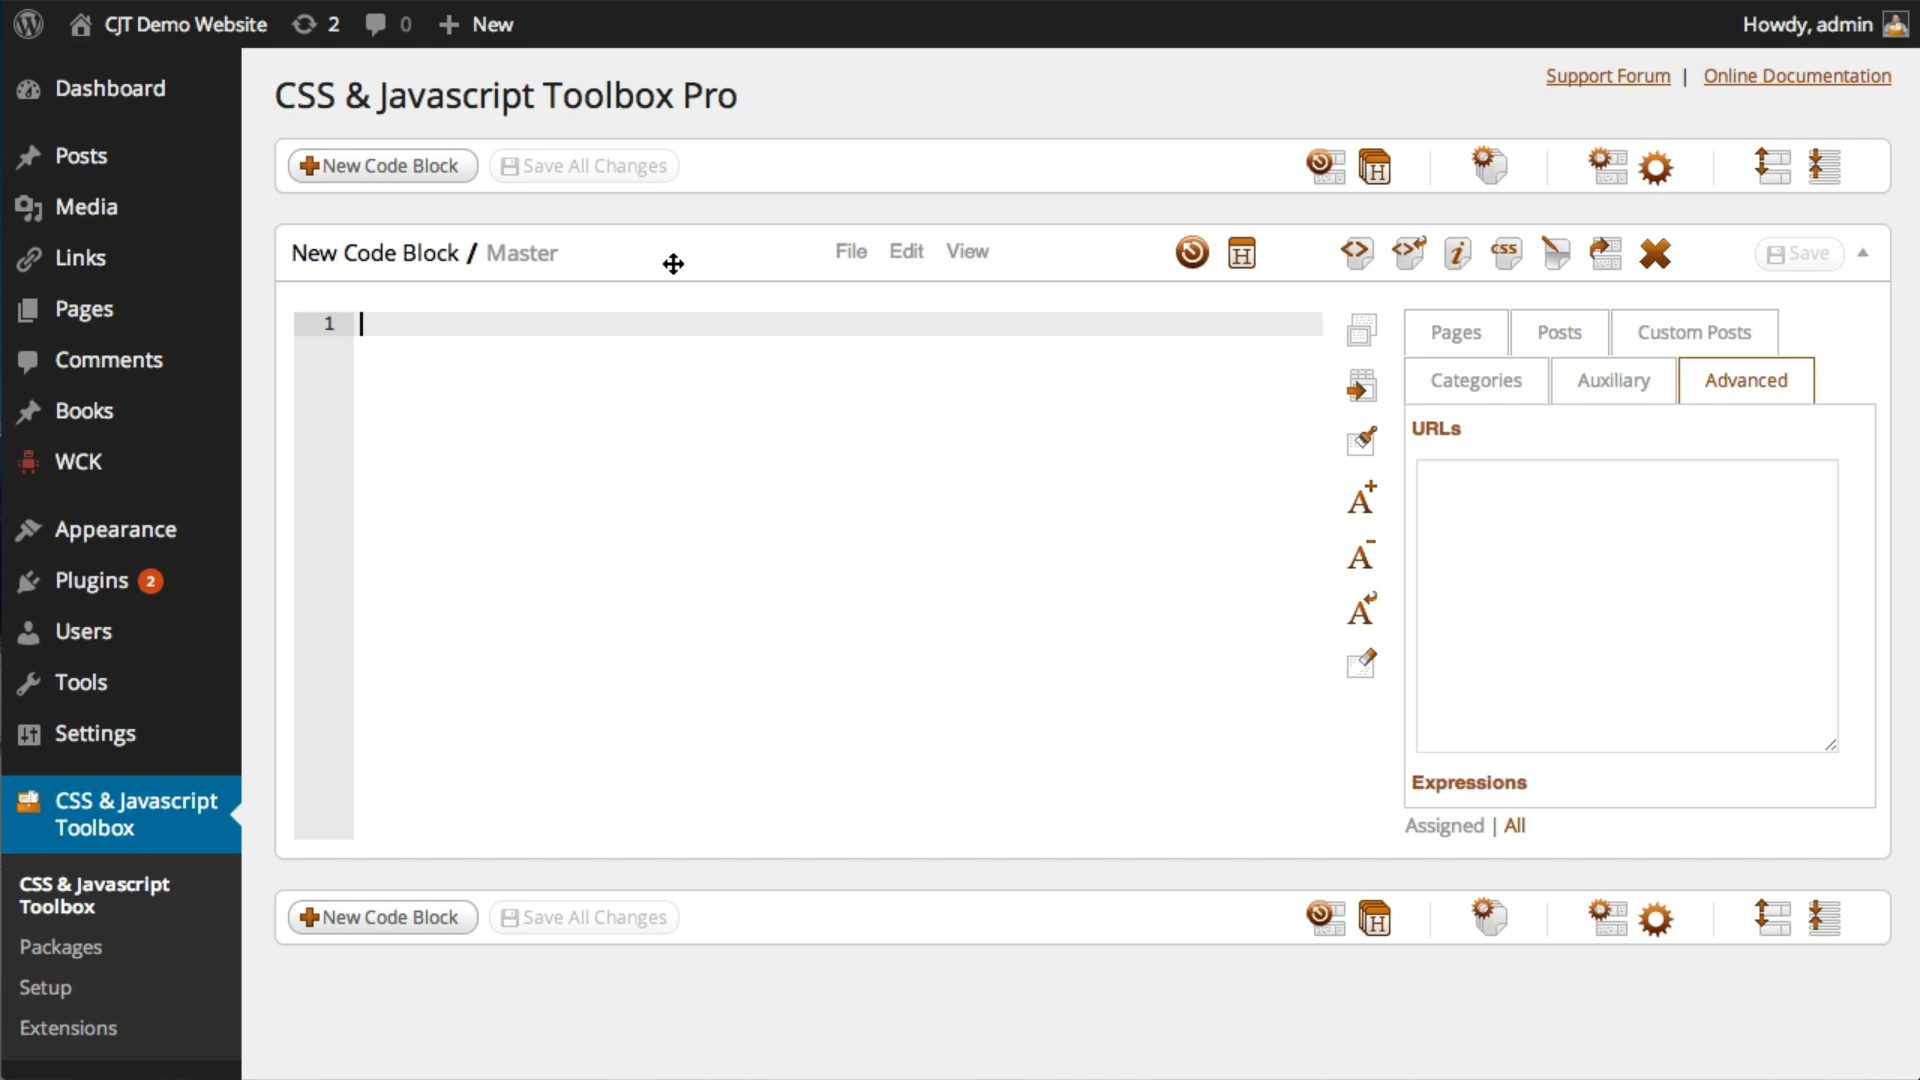 CJT Demo Website 2 0 New Howdy, admin
Dashboard
Posts
Media
Links
Pages
Comments
Books
WCK
Appearance
Plugins 2
Users
Tools
Settings
CSS & Javascript
Toolbox
CSS & Javascript
Toolbox
Packages
Setup
Extensions
Support Forum | Online Documentation
CSS & Javascript Toolbox Pro
New Code Block Save All Changes H
New Code Block / Master File Edit View H <> <> i css Save
1
A+
A-
A
Pages Posts Custom Posts
Categories Auxiliary Advanced
URLs
Expressions
Assigned | All
New Code Block Save All Changes H